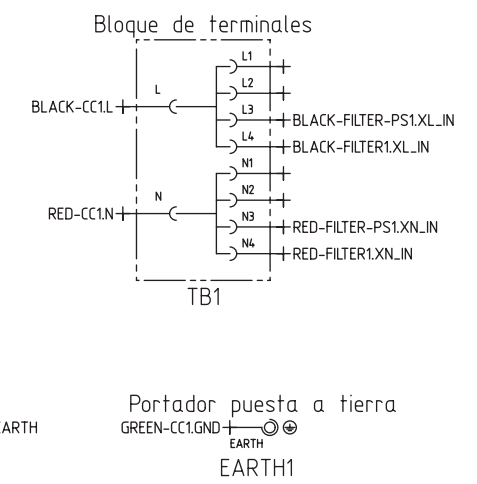 Bloque de terminales
L1
L2
L BLACK-CC1.L L3 BLACK-FILTER-PS1.XL_IN
L4 BLACK-FILTER1.XL_IN
N1
N2
N RED-CC1.N N3 RED-FILTER-PS1.XN_IN
N4 RED-FILTER1.XN_IN
TB1
Portador puesta a tierra
EARTH GREEN-CC1.GND
EARTH
EARTH1